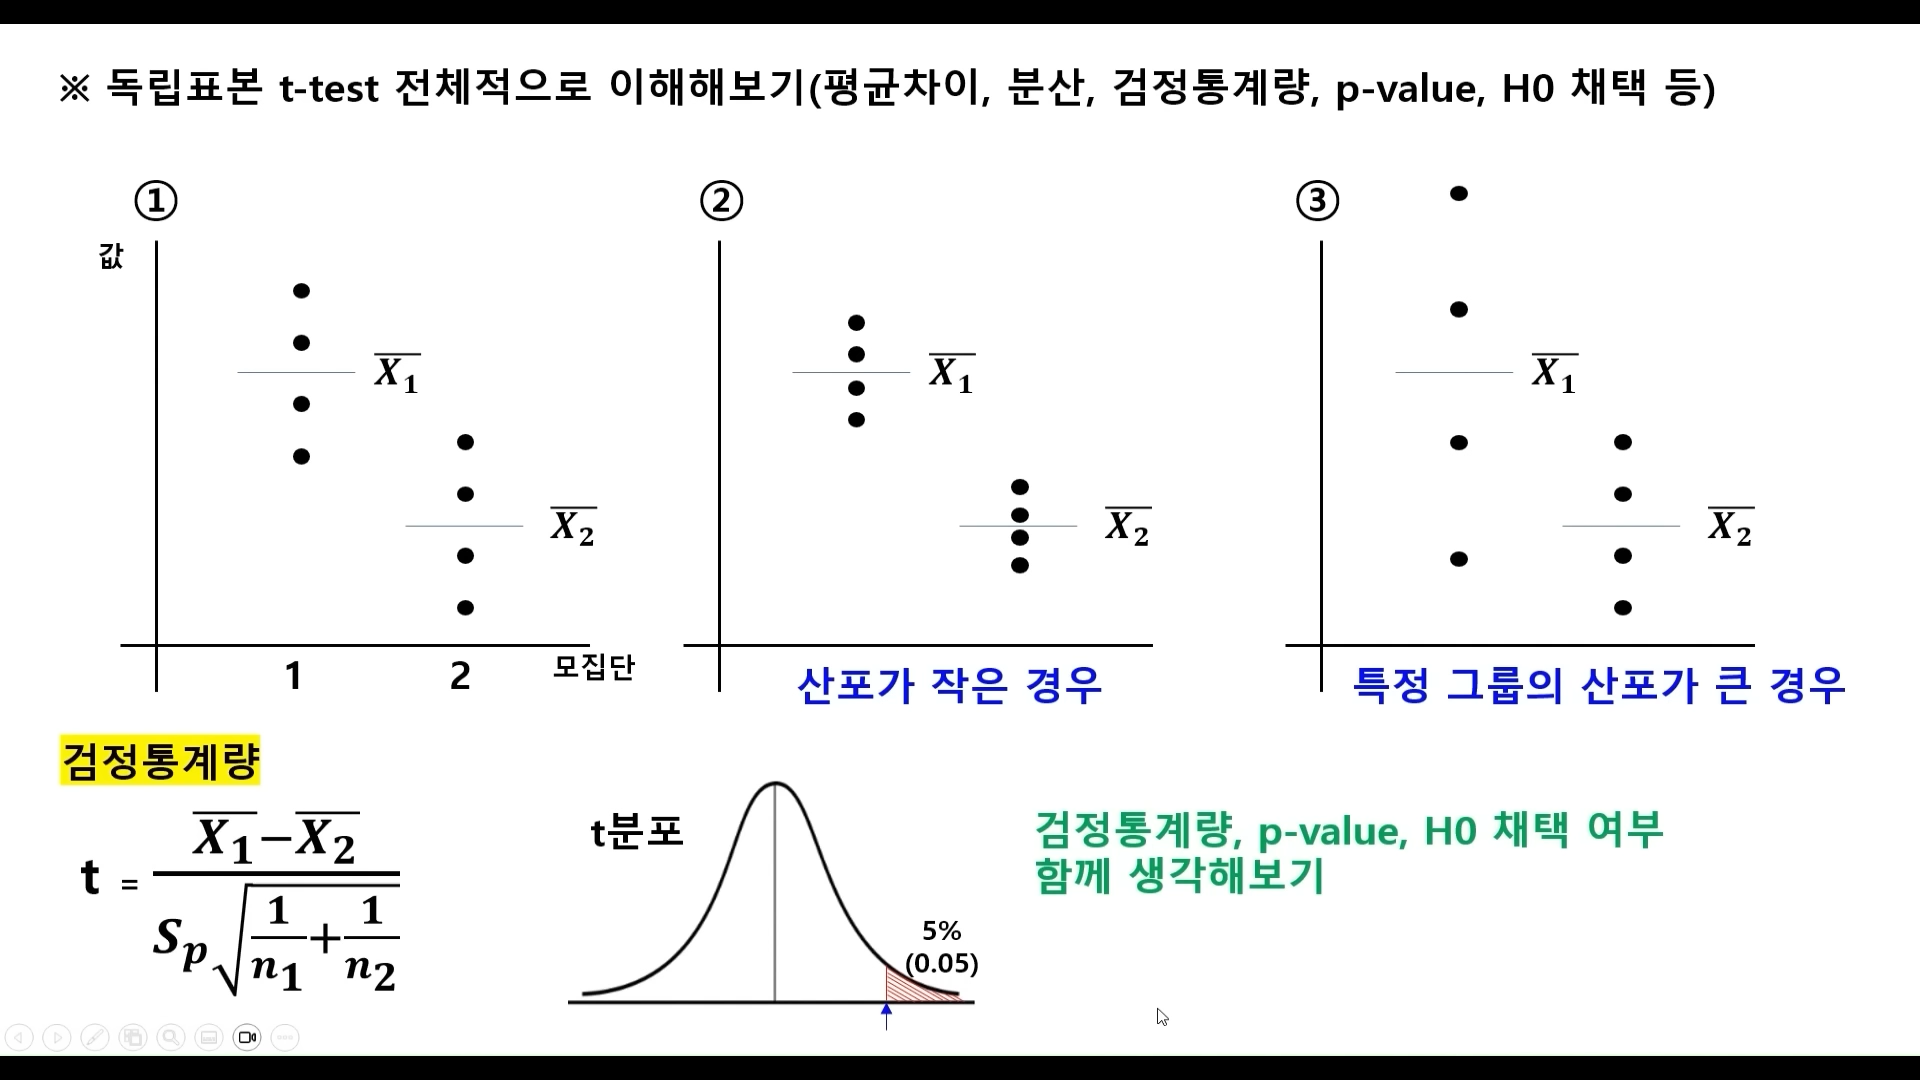 ※ 독립표본 t-test 전체적으로 이해해보기(평균차이, 분산, 검정통계량, p-value, H0 채택 등)
①
②
③
값
X̅₁
X̅₂
1
2
모집단
X̅₁
X̅₂
산포가 작은 경우
X̅₁
X̅₂
특정 그룹의 산포가 큰 경우
검정통계량
t = (X̅₁−X̅₂) / (Sₚ√(1/n₁+1/n₂))
t분포
5%
(0.05)
검정통계량, p-value, H0 채택 여부
함께 생각해보기